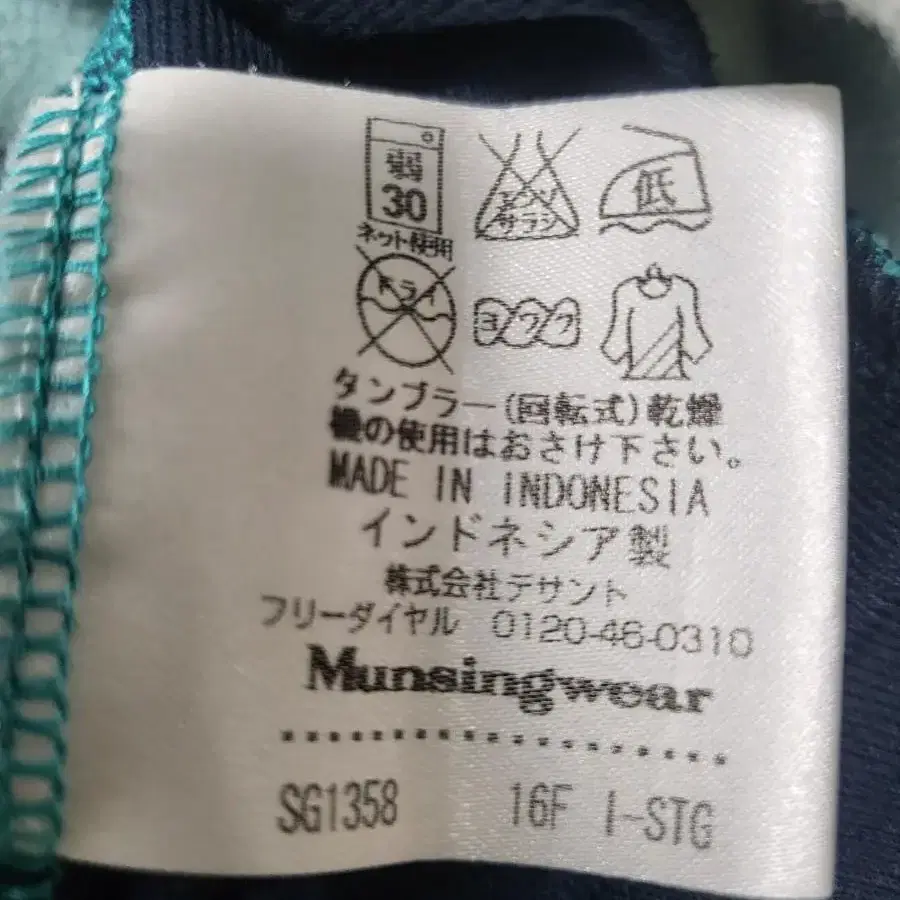 弱
30
ネット使用
エンソ
サラシ
低
ドライ
ヨワク
タンブラー(回転式)乾燥
機の使用はおさけ下さい。
MADE IN INDONESIA
インドネシア製
株式会社デサント
フリーダイヤル 0120-46-0310
Munsingwear
SG1358 16F I-STG